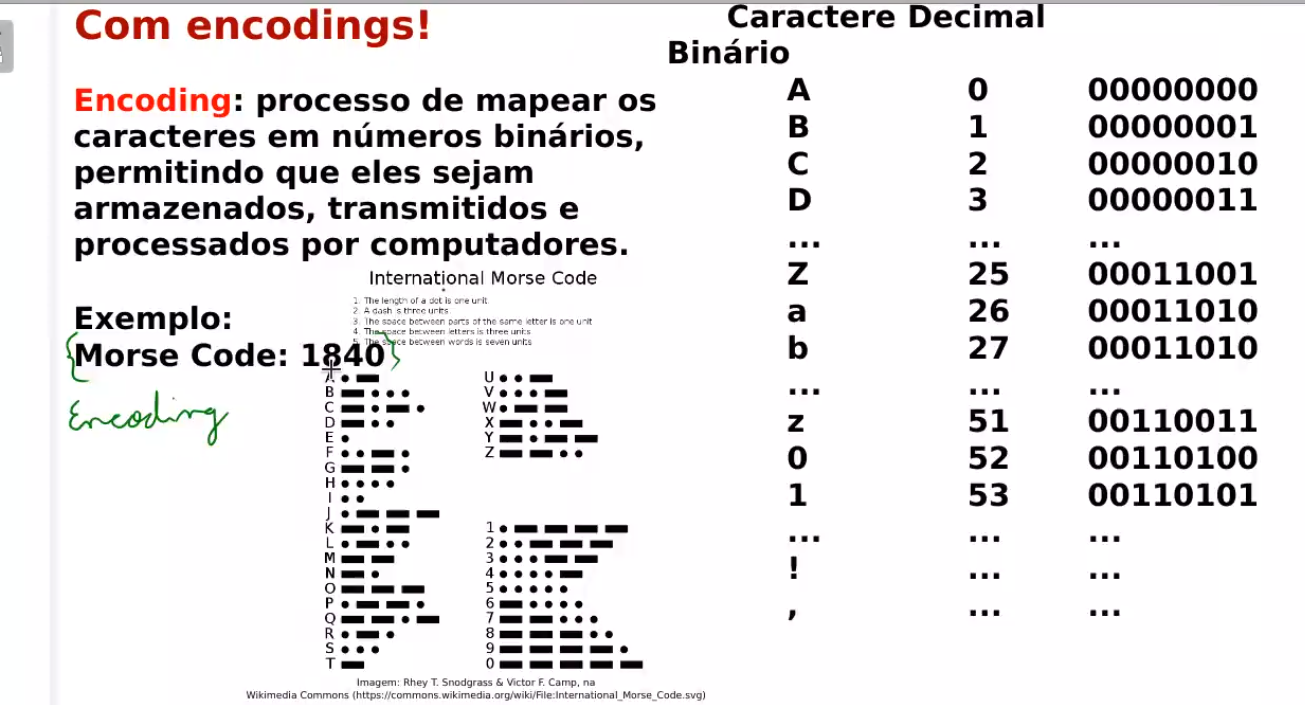 Com encodings!
Encoding: processo de mapear os
caracteres em números binários,
permitindo que eles sejam
armazenados, transmitidos e
processados por computadores.
International Morse Code
1. The length of a dot is one unit.
2. A dash is three units.
3. The space between parts of the same letter is one unit
4. The space between letters is three units
5. The space between words is seven units
Exemplo:
Morse Code: 1840
Encoding
A
B
C
D
E
F
G
H
I
J
K
L
M
N
O
P
Q
R
S
T
U
V
W
X
Y
Z
1
2
3
4
5
6
7
8
9
0
Imagem: Rhey T. Snodgrass & Victor F. Camp, na
Wikimedia Commons (https://commons.wikimedia.org/wiki/File:International_Morse_Code.svg)
Caractere Decimal
Binário
A 0 00000000
B 1 00000001
C 2 00000010
D 3 00000011
... ... ...
Z 25 00011001
a 26 00011010
b 27 00011010
... ... ...
z 51 00110011
0 52 00110100
1 53 00110101
... ... ...
! ... ...
, ... ...